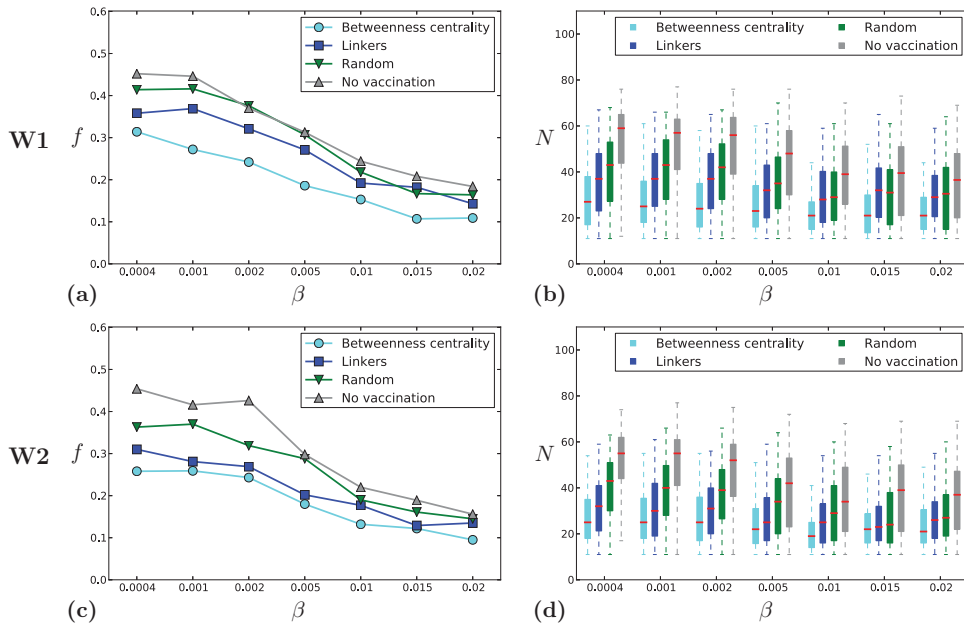 0.6
0.5
0.4
0.3
0.2
0.1
0.0
W1 f
Betweenness centrality
Linkers
Random
No vaccination
0.0004 0.001 0.002 0.005 0.01 0.015 0.02
(a) β
100
80
60
40
20
0
N
Betweenness centrality Random
Linkers No vaccination
0.0004 0.001 0.002 0.005 0.01 0.015 0.02
(b) β
0.6
0.5
0.4
0.3
0.2
0.1
0.0
W2 f
Betweenness centrality
Linkers
Random
No vaccination
0.0004 0.001 0.002 0.005 0.01 0.015 0.02
(c) β
100
80
60
40
20
0
N
Betweenness centrality Random
Linkers No vaccination
0.0004 0.001 0.002 0.005 0.01 0.015 0.02
(d) β